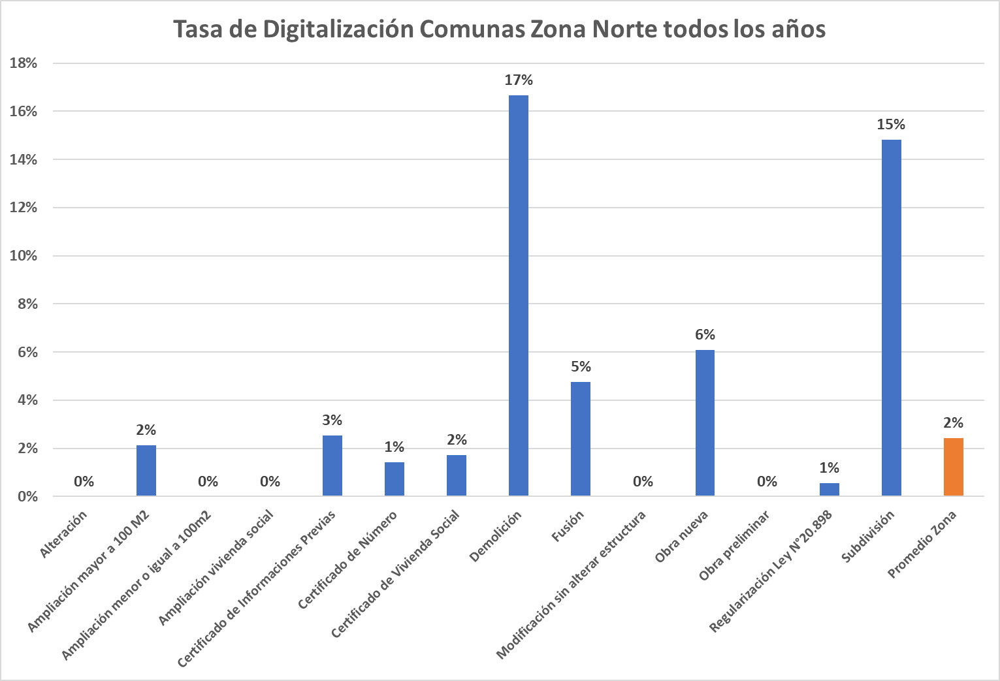 Tasa de Digitalización Comunas Zona Norte todos los años
18%
16%
14%
12%
10%
8%
6%
4%
2%
0%
0%
2%
0%
0%
3%
1%
2%
17%
5%
0%
6%
0%
1%
15%
2%
Alteración
Ampliación mayor a 100 M2
Ampliación menor o igual a 100m2
Ampliación vivienda social
Certificado de Informaciones Previas
Certificado de Número
Certificado de Vivienda Social
Demolición
Fusión
Modificación sin alterar estructura
Obra nueva
Obra preliminar
Regularización Ley N°20.898
Subdivisión
Promedio Zona